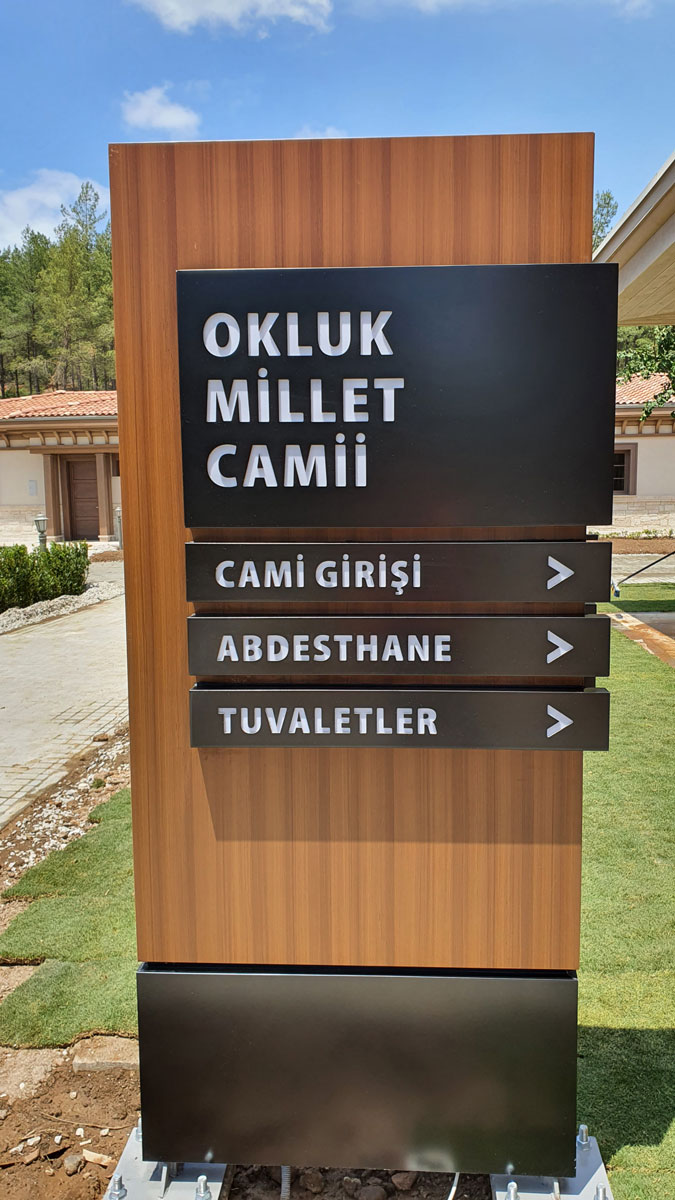 OKLUK
MİLLET
CAMİİ
CAMİ GİRİŞİ >
ABDESTHANE >
TUVALETLER >